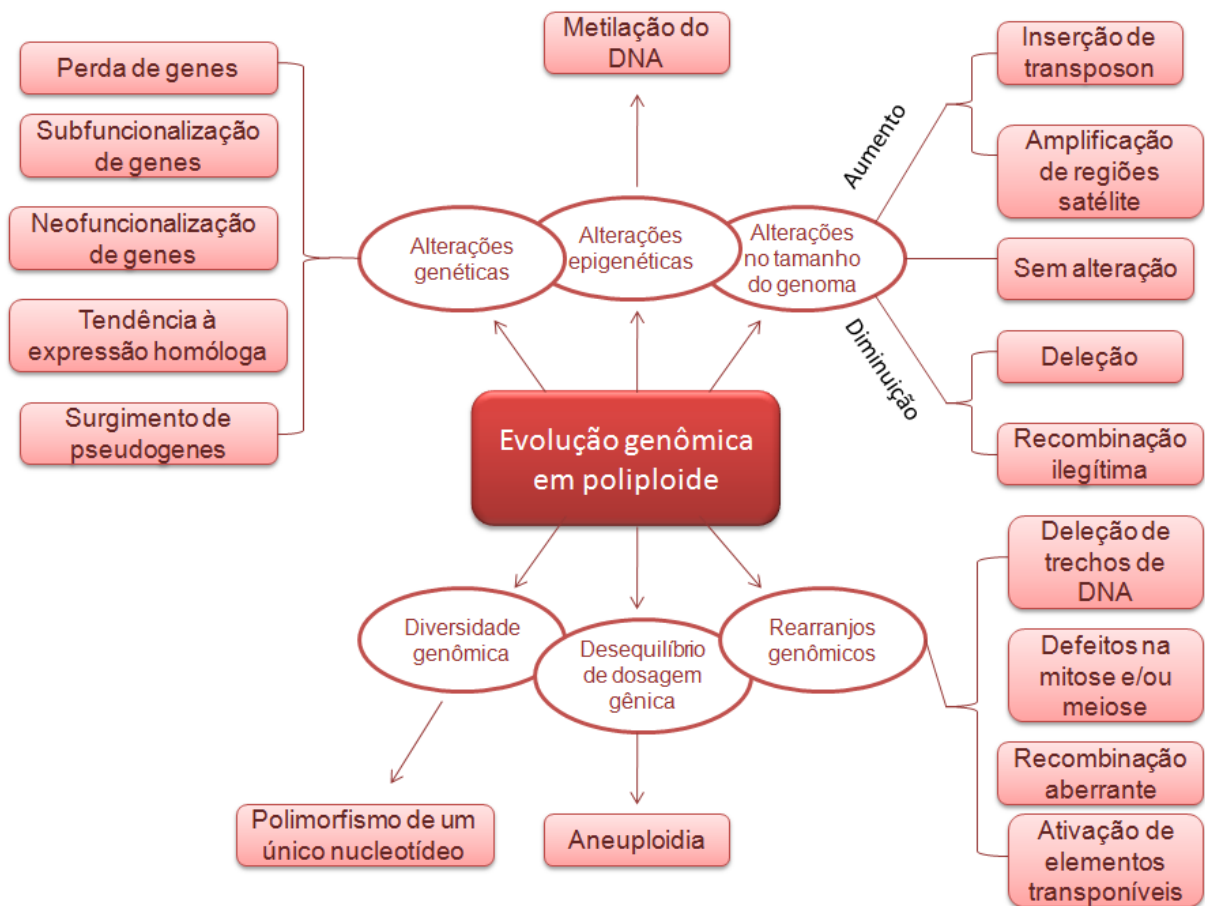 Metilação do
DNA
Perda de genes
Subfuncionalização
de genes
Neofuncionalização
de genes
Tendência à
expressão homóloga
Surgimento de
pseudogenes
Alterações
genéticas
Alterações
epigenéticas
Alterações
no tamanho
do genoma
Aumento
Diminuição
Inserção de
transposon
Amplificação
de regiões
satélite
Sem alteração
Deleção
Recombinação
ilegítima
Evolução genômica
em poliploide
Diversidade
genômica
Desequilíbrio
de dosagem
gênica
Rearranjos
genômicos
Deleção de
trechos de
DNA
Defeitos na
mitose e/ou
meiose
Recombinação
aberrante
Ativação de
elementos
transponíveis
Polimorfismo de um
único nucleotídeo
Aneuploidia